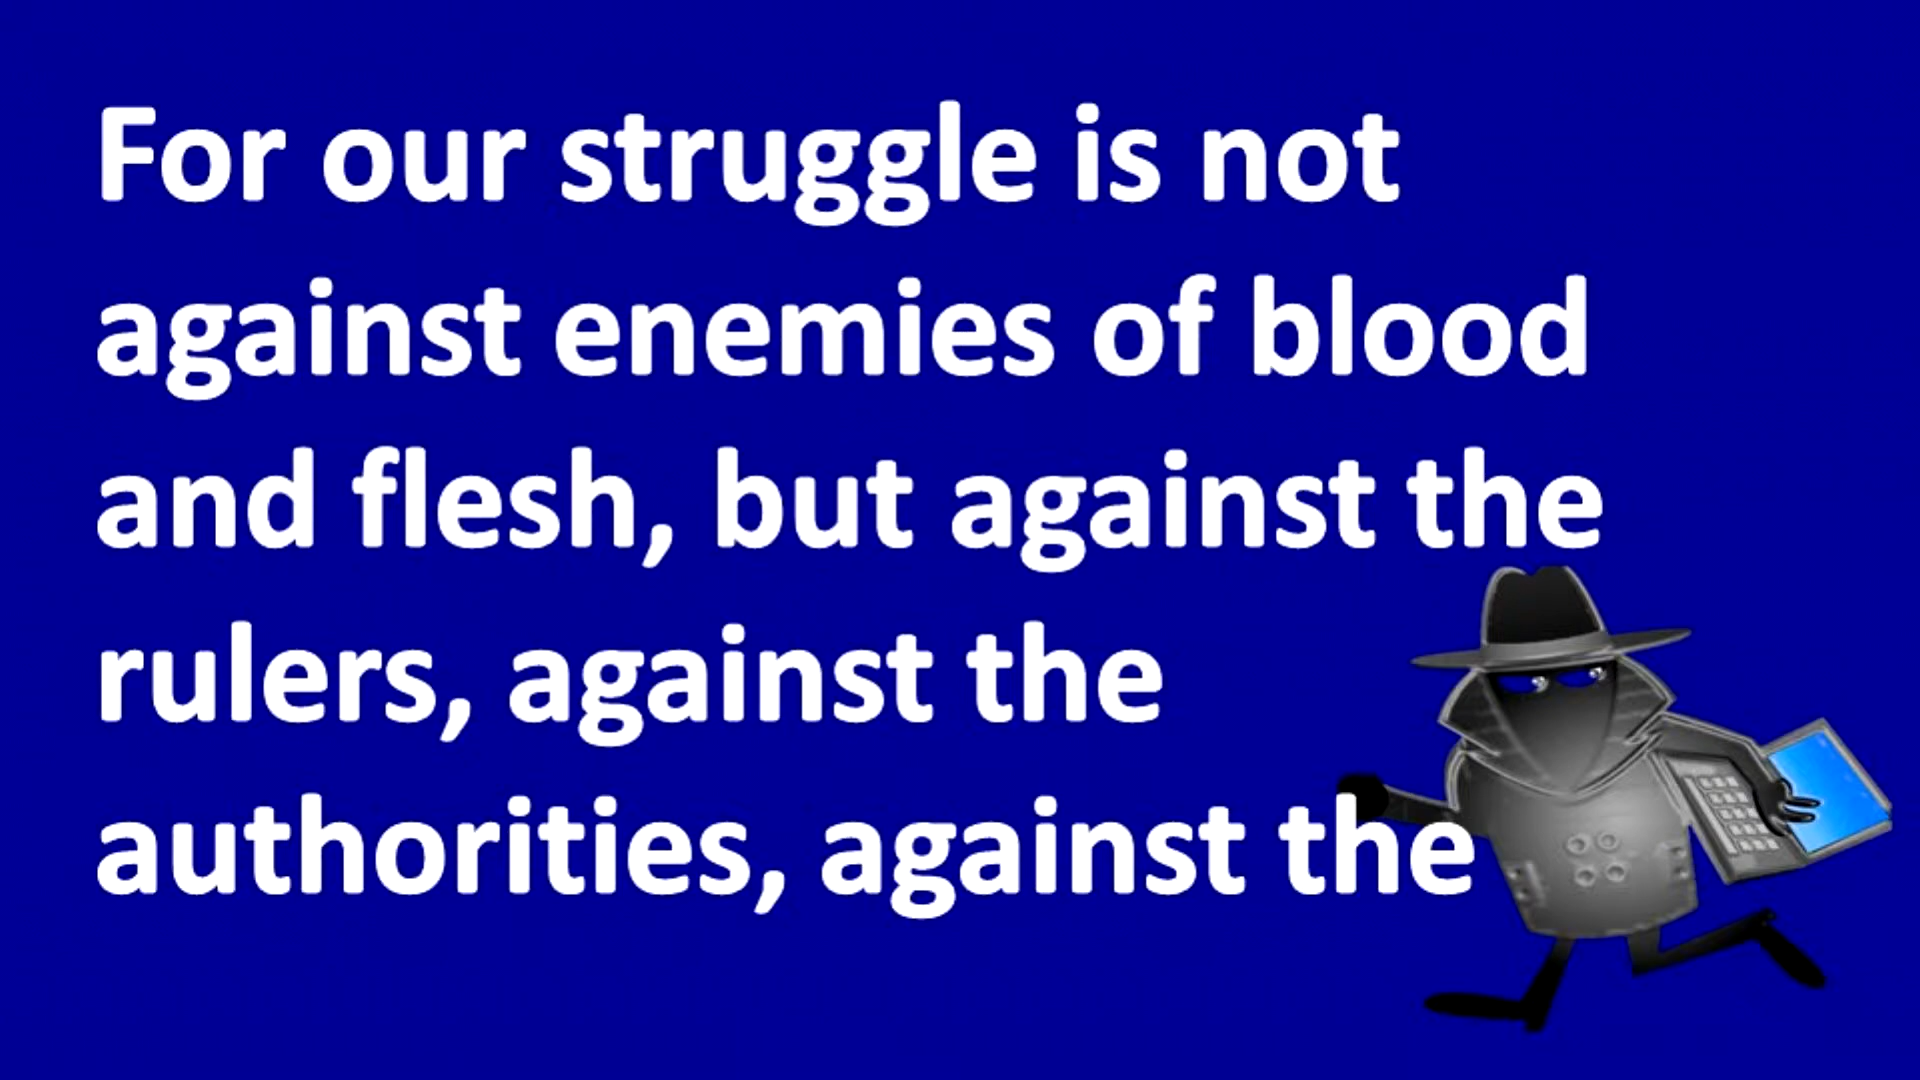 For our struggle is not
against enemies of blood
and flesh, but against the
rulers, against the
authorities, against the